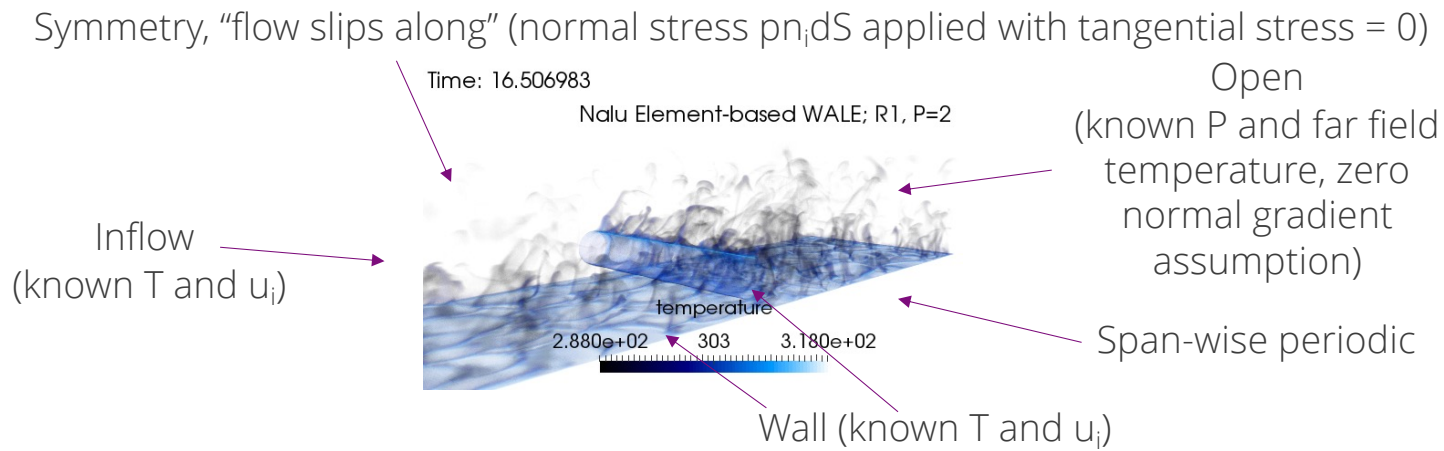 Symmetry, “flow slips along” (normal stress pnᵢdS applied with tangential stress = 0)
Time: 16.506983
Nalu Element-based WALE; R1, P=2
Open
(known P and far field
temperature, zero
normal gradient
assumption)
Inflow
(known T and uᵢ)
temperature
2.880e+02 303 3.180e+02
Span-wise periodic
Wall (known T and uᵢ)